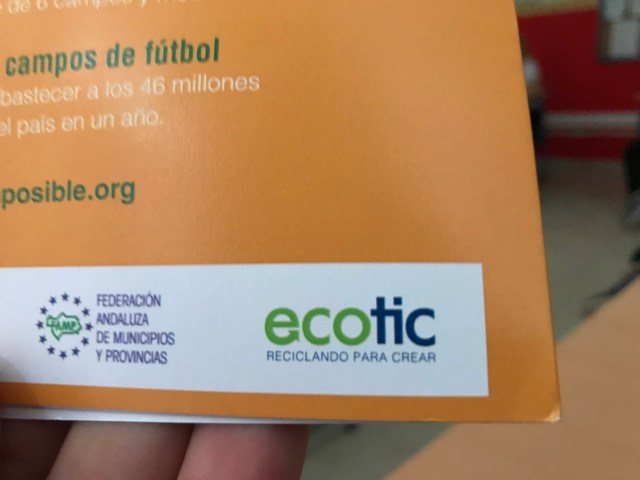 campos de fútbol
bastecer a los 46 millones
el país en un año.
posible.org
FAMP
FEDERACIÓN
ANDALUZA
DE MUNICIPIOS
Y PROVINCIAS
ecotic
RECICLANDO PARA CREAR